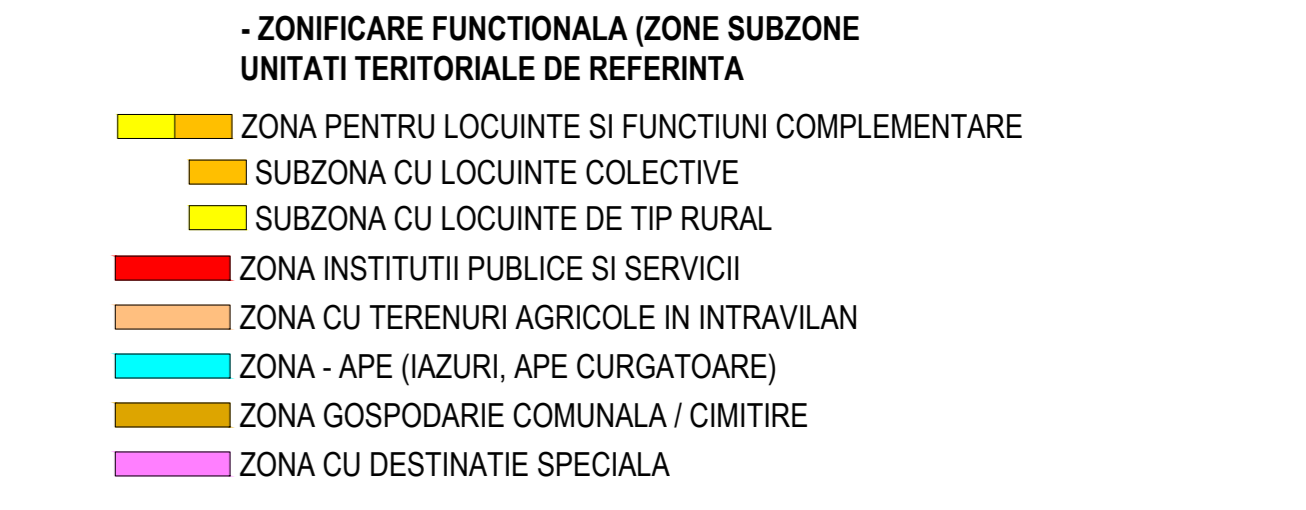 - ZONIFICARE FUNCTIONALA (ZONE SUBZONE
UNITATI TERITORIALE DE REFERINTA
ZONA PENTRU LOCUINTE SI FUNCTIUNI COMPLEMENTARE
SUBZONA CU LOCUINTE COLECTIVE
SUBZONA CU LOCUINTE DE TIP RURAL
ZONA INSTITUTII PUBLICE SI SERVICII
ZONA CU TERENURI AGRICOLE IN INTRAVILAN
ZONA - APE (IAZURI, APE CURGATOARE)
ZONA GOSPODARIE COMUNALA / CIMITIRE
ZONA CU DESTINATIE SPECIALA